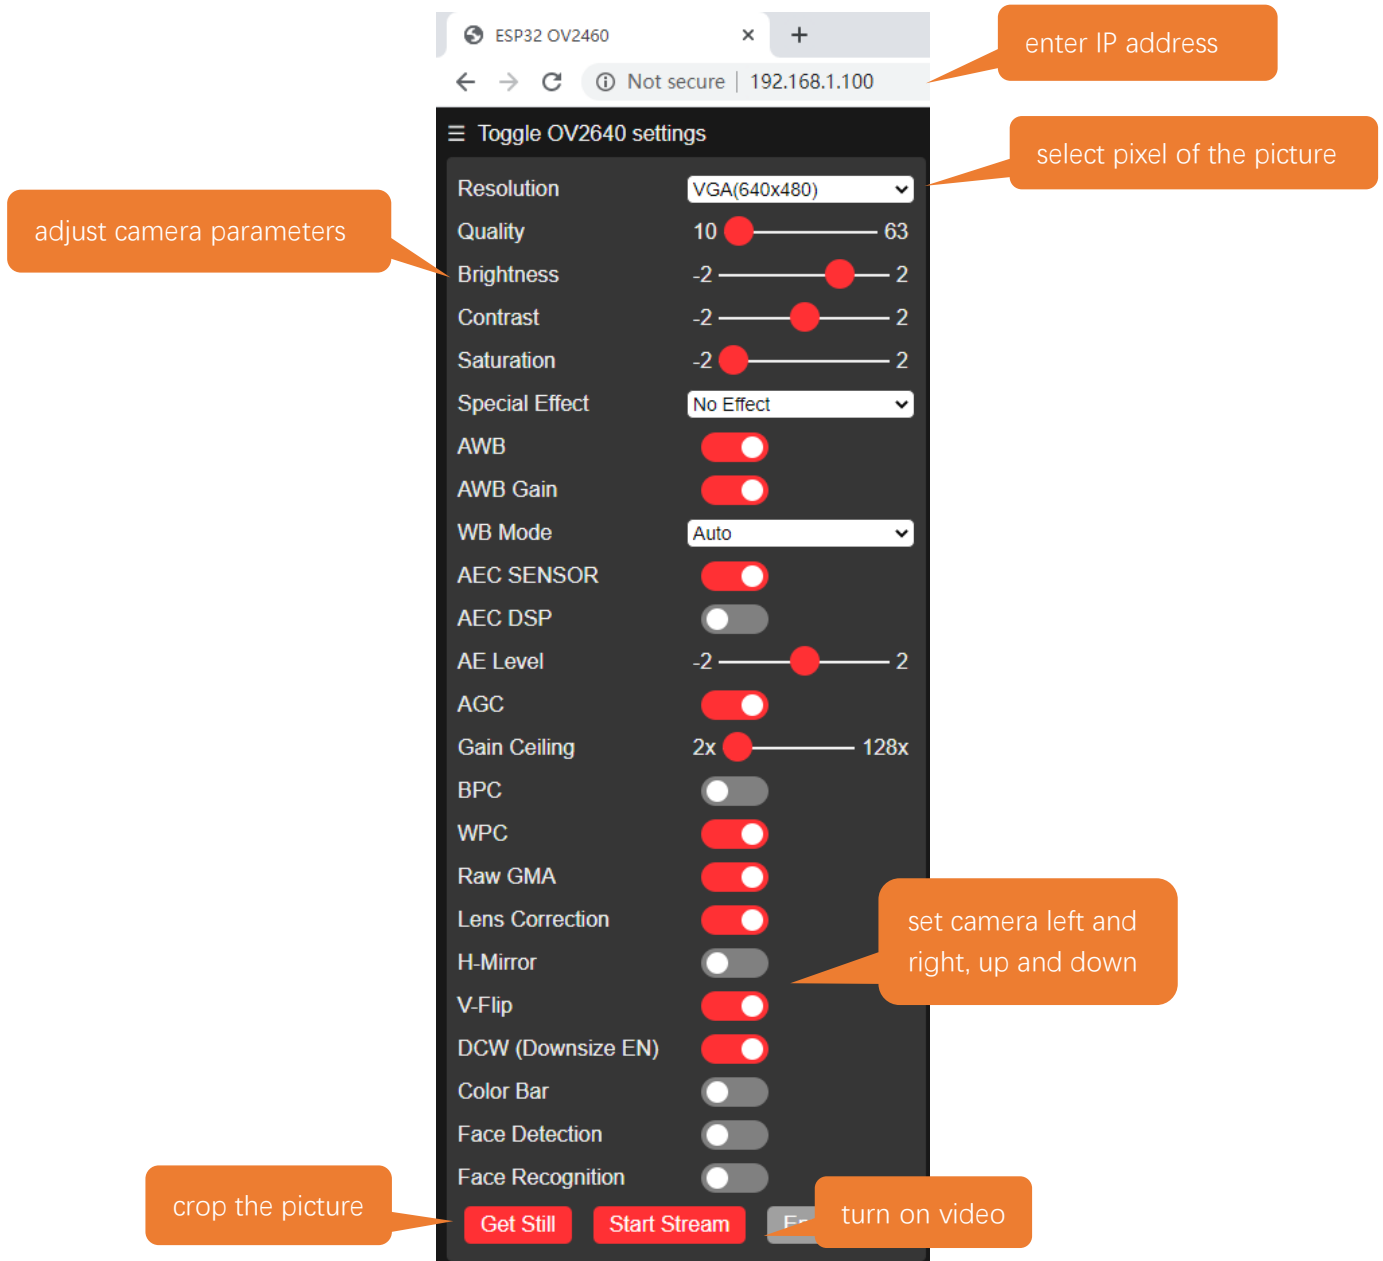 ESP32 OV2460
enter IP address
Not secure | 192.168.1.100
☰ Toggle OV2640 settings
select pixel of the picture
Resolution VGA(640x480)
adjust camera parameters
Quality 10 63
Brightness -2 2
Contrast -2 2
Saturation -2 2
Special Effect No Effect
AWB
AWB Gain
WB Mode Auto
AEC SENSOR
AEC DSP
AE Level -2 2
AGC
Gain Ceiling 2x 128x
BPC
WPC
Raw GMA
Lens Correction
set camera left and
right, up and down
H-Mirror
V-Flip
DCW (Downsize EN)
Color Bar
Face Detection
Face Recognition
crop the picture
Get Still Start Stream
turn on video